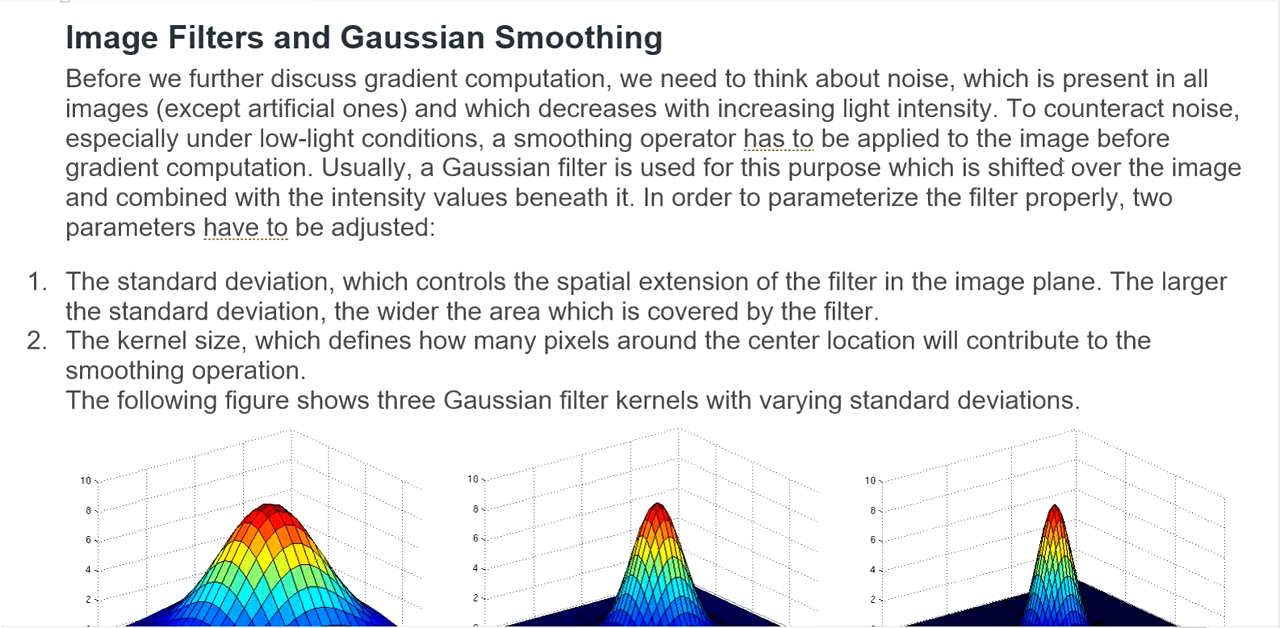 Image Filters and Gaussian Smoothing
Before we further discuss gradient computation, we need to think about noise, which is present in all
images (except artificial ones) and which decreases with increasing light intensity. To counteract noise,
especially under low-light conditions, a smoothing operator has to be applied to the image before
gradient computation. Usually, a Gaussian filter is used for this purpose which is shifted over the image
and combined with the intensity values beneath it. In order to parameterize the filter properly, two
parameters have to be adjusted:
1. The standard deviation, which controls the spatial extension of the filter in the image plane. The larger
the standard deviation, the wider the area which is covered by the filter.
2. The kernel size, which defines how many pixels around the center location will contribute to the
smoothing operation.
The following figure shows three Gaussian filter kernels with varying standard deviations.
10 10 10
8 8 8
6 6 6
4 4 4
2 2 2